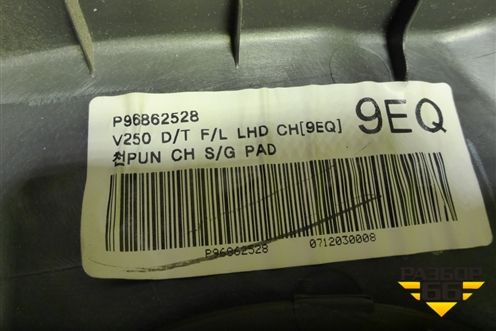 P96862528
V250 D/T F/L LHD CH[9EQ]
9EQ
천PUN CH S/G PAD
P96862528 0712030008
РАЗБОР
66